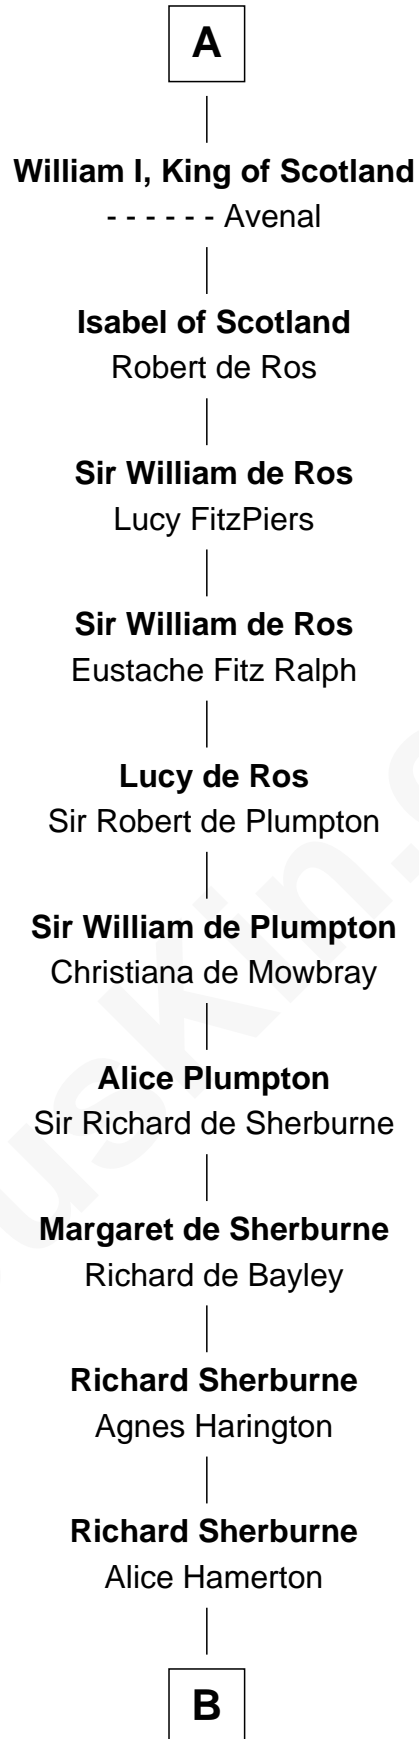 A
William I, King of Scotland
- - - - - - Avenal
Isabel of Scotland
Robert de Ros
Sir William de Ros
Lucy FitzPiers
Sir William de Ros
Eustache Fitz Ralph
Lucy de Ros
Sir Robert de Plumpton
Sir William de Plumpton
Christiana de Mowbray
Alice Plumpton
Sir Richard de Sherburne
Margaret de Sherburne
Richard de Bayley
Richard Sherburne
Agnes Harington
Richard Sherburne
Alice Hamerton
B